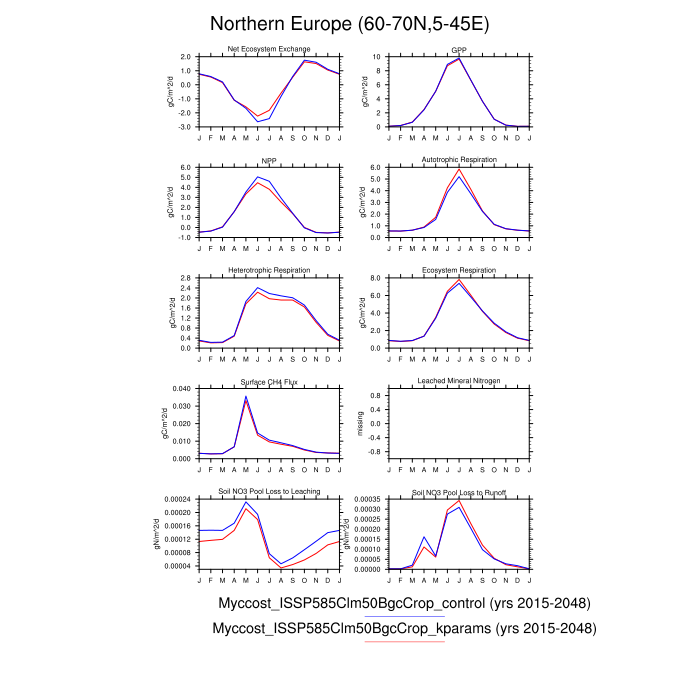 Northern Europe (60-70N,5-45E)
Net Ecosystem Exchange
GPP
gC/m^2/d
2.0
1.0
0.0
-1.0
-2.0
-3.0
J F M A M J J A S O N D J
gC/m^2/d
10
8
6
4
2
0
J F M A M J J A S O N D J
NPP
Autotrophic Respiration
gC/m^2/d
6.0
5.0
4.0
3.0
2.0
1.0
0.0
-1.0
J F M A M J J A S O N D J
gC/m^2/d
6.0
5.0
4.0
3.0
2.0
1.0
0.0
J F M A M J J A S O N D J
Heterotrophic Respiration
Ecosystem Respiration
gC/m^2/d
2.8
2.4
2.0
1.6
1.2
0.8
0.4
0.0
J F M A M J J A S O N D J
gC/m^2/d
8.0
6.0
4.0
2.0
0.0
J F M A M J J A S O N D J
Surface CH4 Flux
Leached Mineral Nitrogen
gC/m^2/d
0.040
0.030
0.020
0.010
0.000
J F M A M J J A S O N D J
missing
0.8
0.4
0.0
-0.4
-0.8
J F M A M J J A S O N D J
Soil NO3 Pool Loss to Leaching
Soil NO3 Pool Loss to Runoff
gN/m^2/d
0.00024
0.00020
0.00016
0.00012
0.00008
0.00004
J F M A M J J A S O N D J
gN/m^2/d
0.00035
0.00030
0.00025
0.00020
0.00015
0.00010
0.00005
0.00000
J F M A M J J A S O N D J
Myccost_ISSP585Clm50BgcCrop_control (yrs 2015-2048)
Myccost_ISSP585Clm50BgcCrop_kparams (yrs 2015-2048)